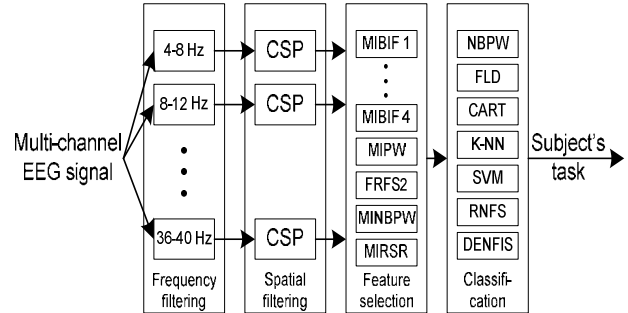 Multi-channel
EEG signal
4-8 Hz
8-12 Hz
36-40 Hz
Frequency
filtering
CSP
CSP
CSP
Spatial
filtering
MIBIF 1
MIBIF 4
MIPW
FRFS2
MINBPW
MIRSR
Feature
selection
NBPW
FLD
CART
K-NN
SVM
RNFS
DENFIS
Classifi-
cation
Subject's
task